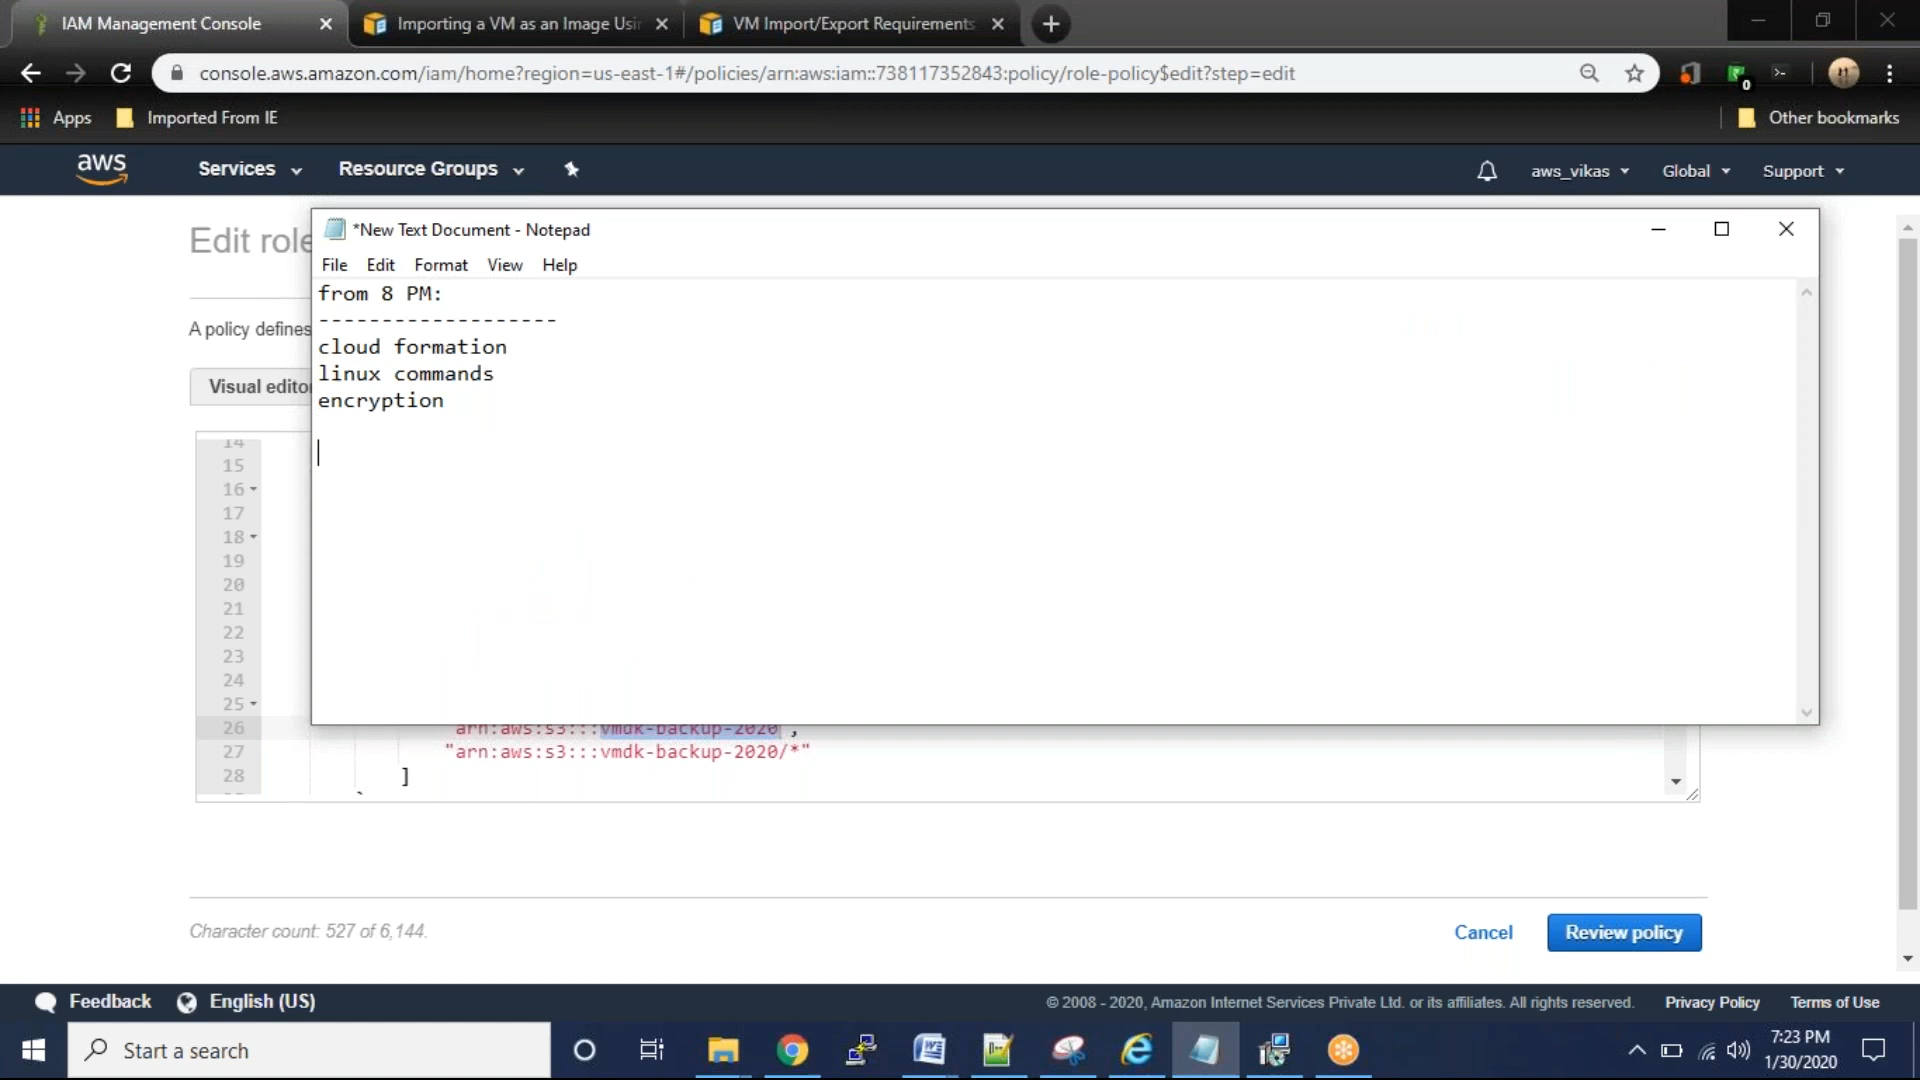 IAM Management Console
Importing a VM as an Image Usin
VM Import/Export Requirements
console.aws.amazon.com/iam/home?region=us-east-1#/policies/arn:aws:iam::738117352843:policy/role-policy$edit?step=edit
0
Apps
Imported From IE
Other bookmarks
aws
Services
Resource Groups
aws_vikas
Global
Support
Edit role
*New Text Document - Notepad
File Edit Format View Help
from 8 PM:
-------------------
A policy defines
cloud formation
linux commands
Visual editor
encryption
14
15
16
17
18
19
20
21
22
23
24
25
26 arn:aws:s3:::vmdk-backup-2020 ,
27 "arn:aws:s3:::vmdk-backup-2020/*"
28 ]
Character count: 527 of 6,144.
Cancel
Review policy
Feedback
English (US)
© 2008 - 2020, Amazon Internet Services Private Ltd. or its affiliates. All rights reserved.
Privacy Policy
Terms of Use
Start a search
7:23 PM
1/30/2020